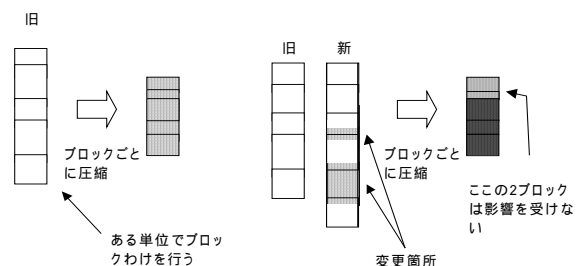 旧
ブロックごと
に圧縮
ある単位でブロッ
クわけを行う
旧
新
ブロックごと
に圧縮
ここの2ブロック
は影響を受けな
い
変更箇所